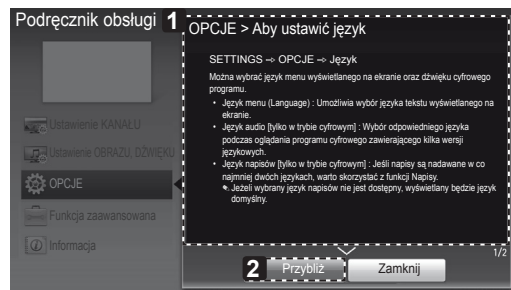 Podręcznik obsługi
1
OPCJE > Aby ustawić język
SETTINGS ⇨ OPCJE ⇨ Język
Można wybrać język menu wyświetlanego na ekranie oraz dźwięku cyfrowego
programu.
• Język menu (Language) : Umożliwia wybór języka tekstu wyświetlanego na
ekranie.
• Język audio [tylko w trybie cyfrowym] : Wybór odpowiedniego języka
podczas oglądania programu cyfrowego zawierającego kilka wersji
językowych.
• Język napisów [tylko w trybie cyfrowym] : Jeśli napisy są nadawane w co
najmniej dwóch językach, warto skorzystać z funkcji Napisy.
Jeżeli wybrany język napisów nie jest dostępny, wyświetlany będzie język
domyślny.
Ustawienie KANAŁU
Ustawienie OBRAZU, DŹWIĘKU
OPCJE
Funkcja zaawansowana
Informacja
1/2
2
Przybliż
Zamknij